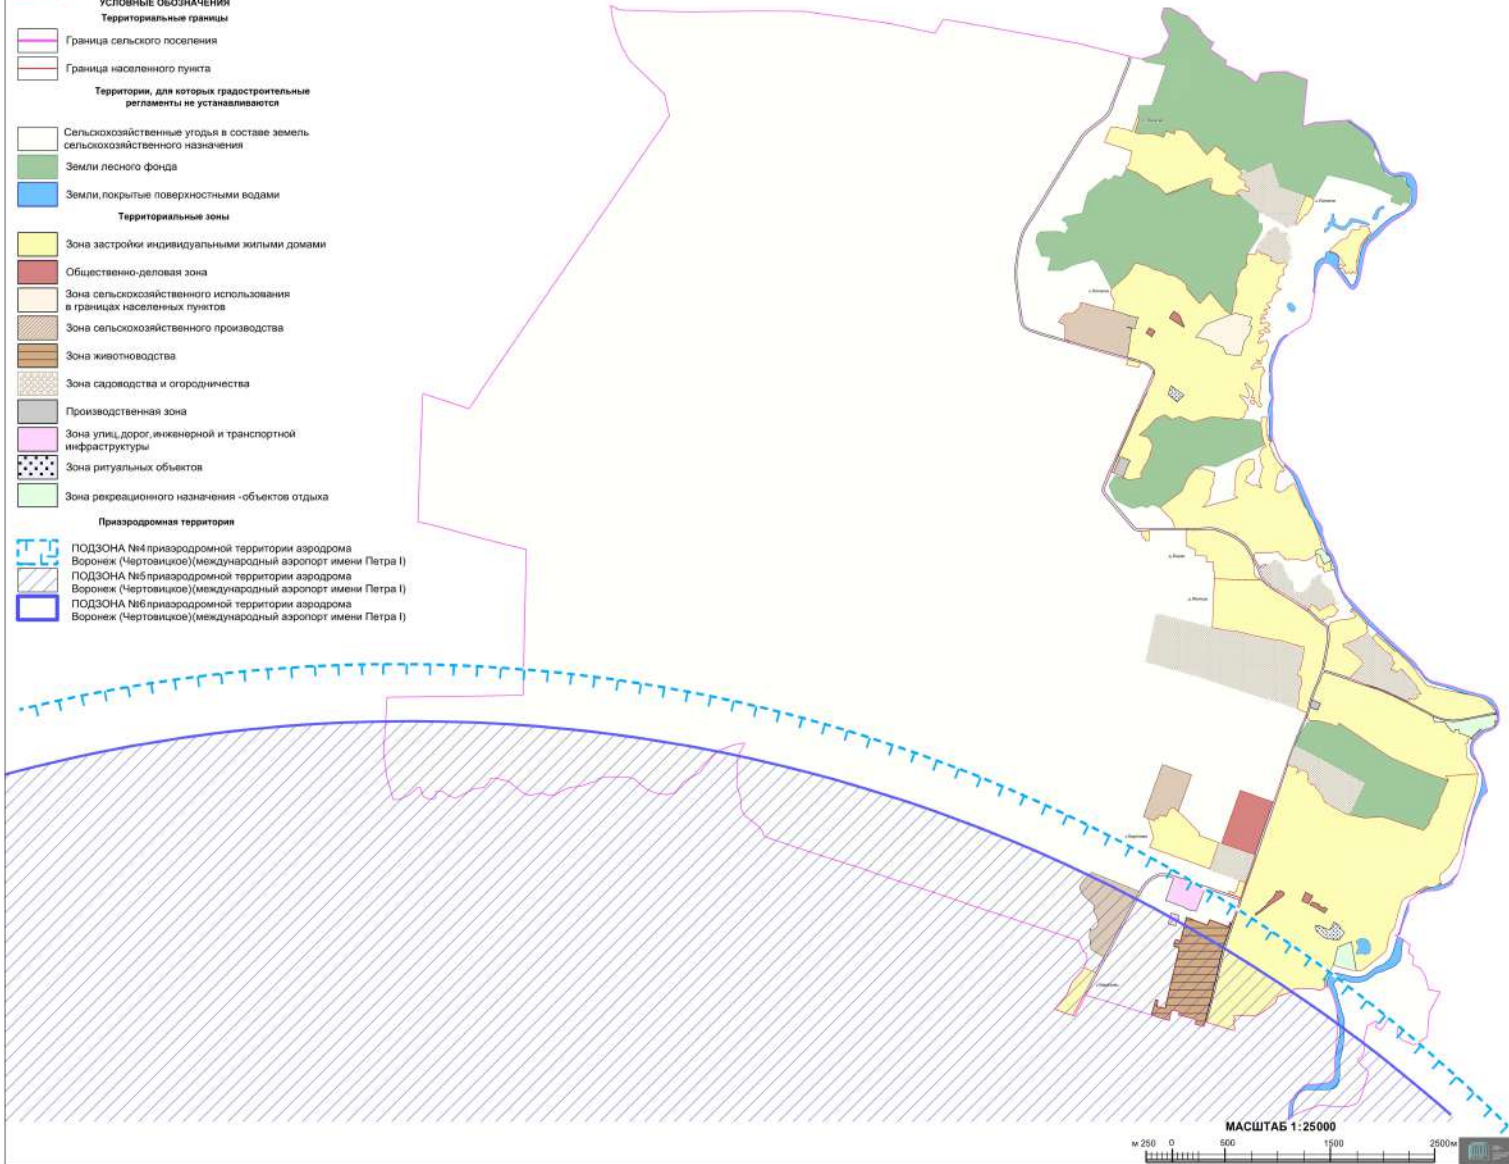 УСЛОВНЫЕ ОБОЗНАЧЕНИЯ
Территориальные границы
Граница сельского поселения
Граница населенного пункта
Территории, для которых градостроительные
регламенты не устанавливаются
Сельскохозяйственные угодья в составе земель
сельскохозяйственного назначения
Земли лесного фонда
Земли, покрытые поверхностными водами
Территориальные зоны
Зона застройки индивидуальными жилыми домами
Общественно-деловая зона
Зона сельскохозяйственного использования
в границах населенных пунктов
Зона сельскохозяйственного производства
Зона животноводства
Зона садоводства и огородничества
Производственная зона
Зона улиц, дорог, инженерной и транспортной
инфраструктуры
Зона ритуальных объектов
Зона рекреационного назначения -объектов отдыха
Приаэродромная территория
ПОДЗОНА №4 приаэродромной территории аэродрома
Воронеж (Чертовицкое)(международный аэропорт имени Петра I)
ПОДЗОНА №5 приаэродромной территории аэродрома
Воронеж (Чертовицкое)(международный аэропорт имени Петра I)
ПОДЗОНА №6 приаэродромной территории аэродрома
Воронеж (Чертовицкое)(международный аэропорт имени Петра I)
МАСШТАБ 1:25000
м 250 0 500 1500 2500м